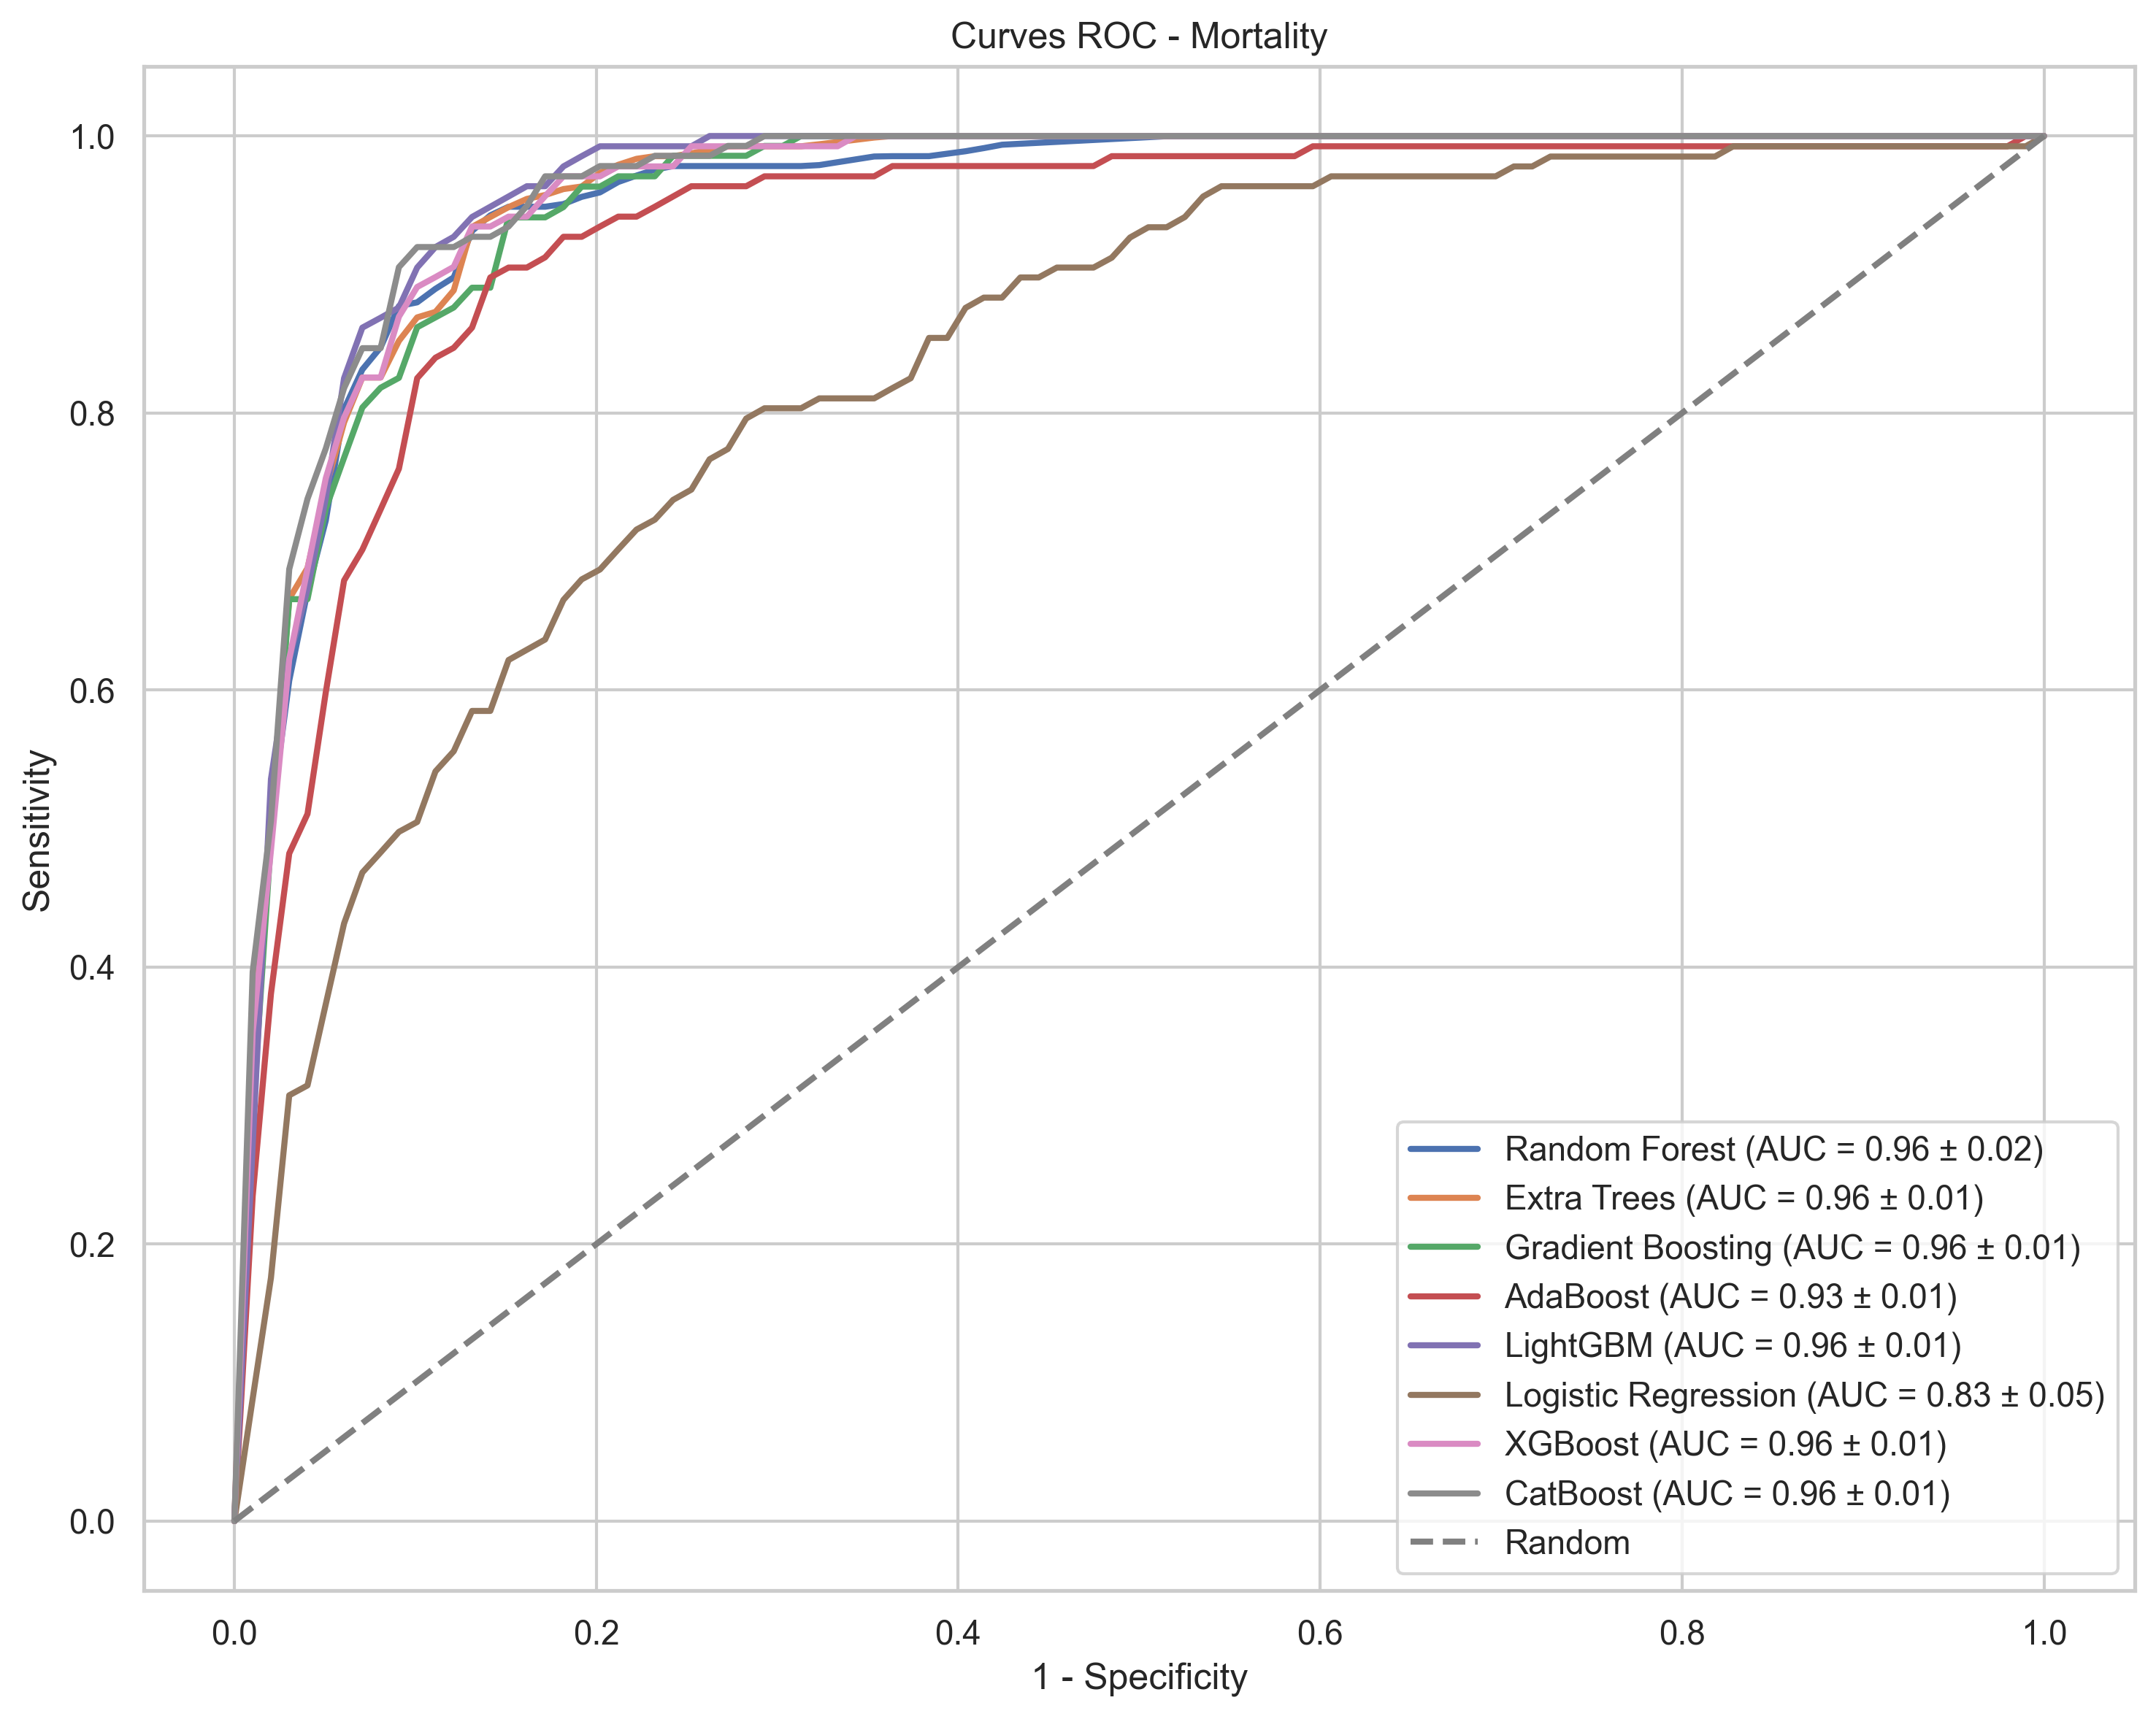 Curves ROC - Mortality
1.0
0.8
0.6
0.4
0.2
0.0
Sensitivity
0.0 0.2 0.4 0.6 0.8 1.0
1 - Specificity
Random Forest (AUC = 0.96 ± 0.02)
Extra Trees (AUC = 0.96 ± 0.01)
Gradient Boosting (AUC = 0.96 ± 0.01)
AdaBoost (AUC = 0.93 ± 0.01)
LightGBM (AUC = 0.96 ± 0.01)
Logistic Regression (AUC = 0.83 ± 0.05)
XGBoost (AUC = 0.96 ± 0.01)
CatBoost (AUC = 0.96 ± 0.01)
Random